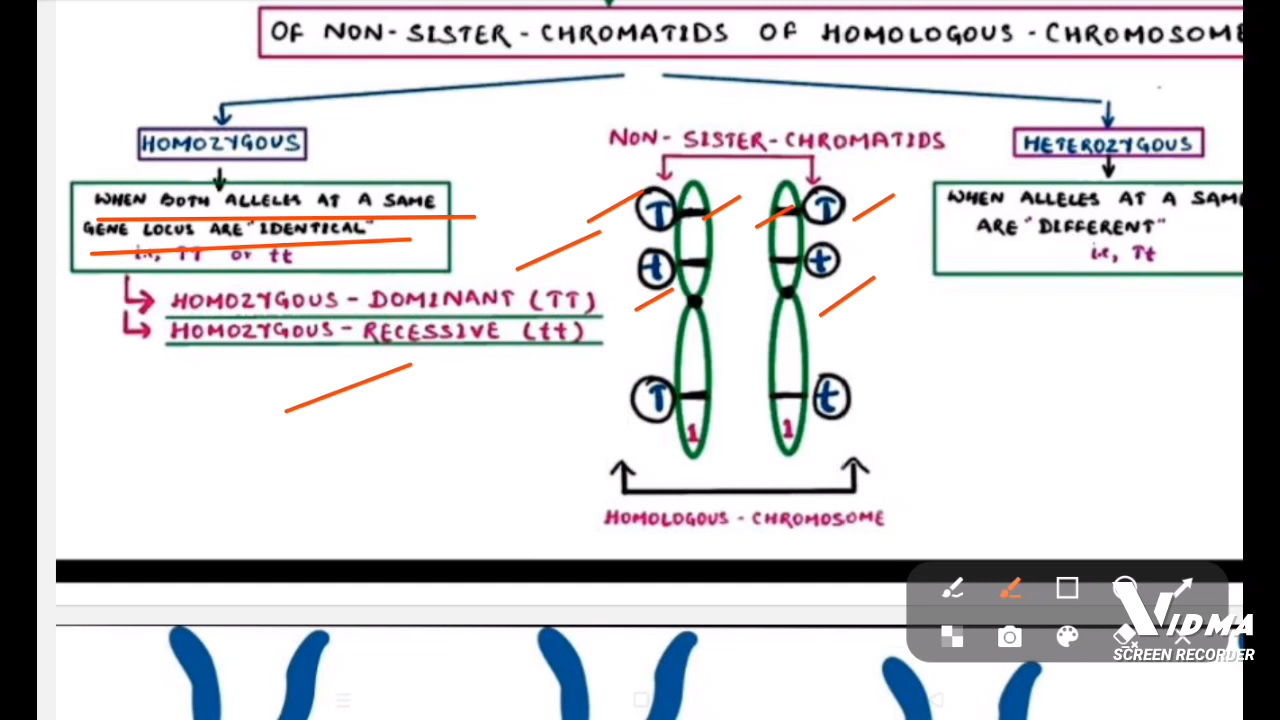 OF NON-SISTER-CHROMATIDS OF HOMOLOGOUS-CHROMOSOME
HOMOZYGOUS
NON-SISTER-CHROMATIDS
HETEROZYGOUS
WHEN BOTH ALLELES AT A SAME
GENE LOCUS ARE "IDENTICAL"
i.e, TT or tt
HOMOZYGOUS-DOMINANT (TT)
HOMOZYGOUS-RECESSIVE (tt)
T
T
t
t
T
t
1
1
HOMOLOGOUS-CHROMOSOME
WHEN ALLELES AT A SAME
ARE "DIFFERENT"
i.e, Tt
VIDMA
SCREEN RECORDER